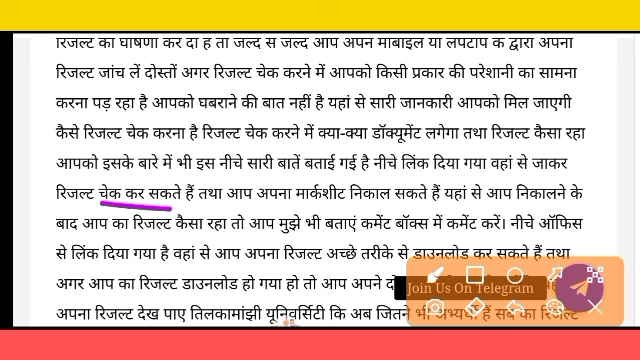 रिजल्ट की घोषणा कर दी है तो जल्द से जल्द आप अपने मोबाइल या लैपटॉप के द्वारा अपना
रिजल्ट जांच लें दोस्तों अगर रिजल्ट चेक करने में आपको किसी प्रकार की परेशानी का सामना
करना पड़ रहा है आपको घबराने की बात नहीं है यहां से सारी जानकारी आपको मिल जाएगी
कैसे रिजल्ट चेक करना है रिजल्ट चेक करने में क्या-क्या डॉक्यूमेंट लगेगा तथा रिजल्ट कैसा रहा
आपको इसके बारे में भी इस नीचे सारी बातें बताई गई है नीचे लिंक दिया गया वहां से जाकर
रिजल्ट चेक कर सकते हैं तथा आप अपना मार्कशीट निकाल सकते हैं यहां से आप निकालने के
बाद आप का रिजल्ट कैसा रहा तो आप मुझे भी बताएं कमेंट बॉक्स में कमेंट करें। नीचे ऑफिस
से लिंक दिया गया है वहां से आप अपना रिजल्ट अच्छे तरीके से डाउनलोड कर सकते हैं तथा
अगर आप का रिजल्ट डाउनलोड हो गया हो तो आप अपने
Join Us On Telegram
अपना रिजल्ट देख पाए तिलकामांझी यूनिवर्सिटी कि अब जितने भी अभ्यर्थी हैं सब का रिजल्ट